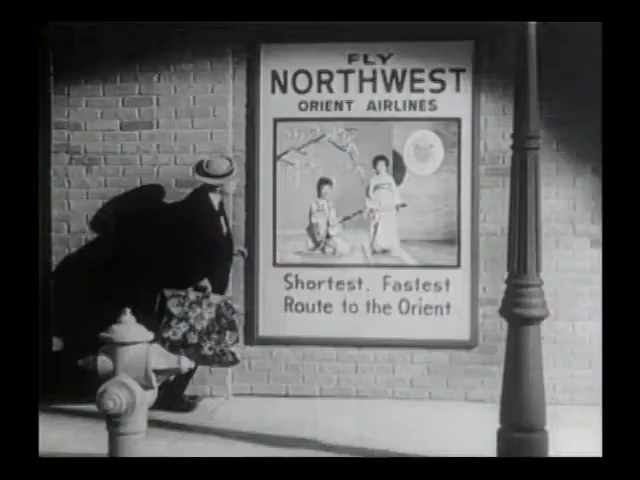 FLY
NORTHWEST
ORIENT AIRLINES
Shortest, Fastest
Route to the Orient